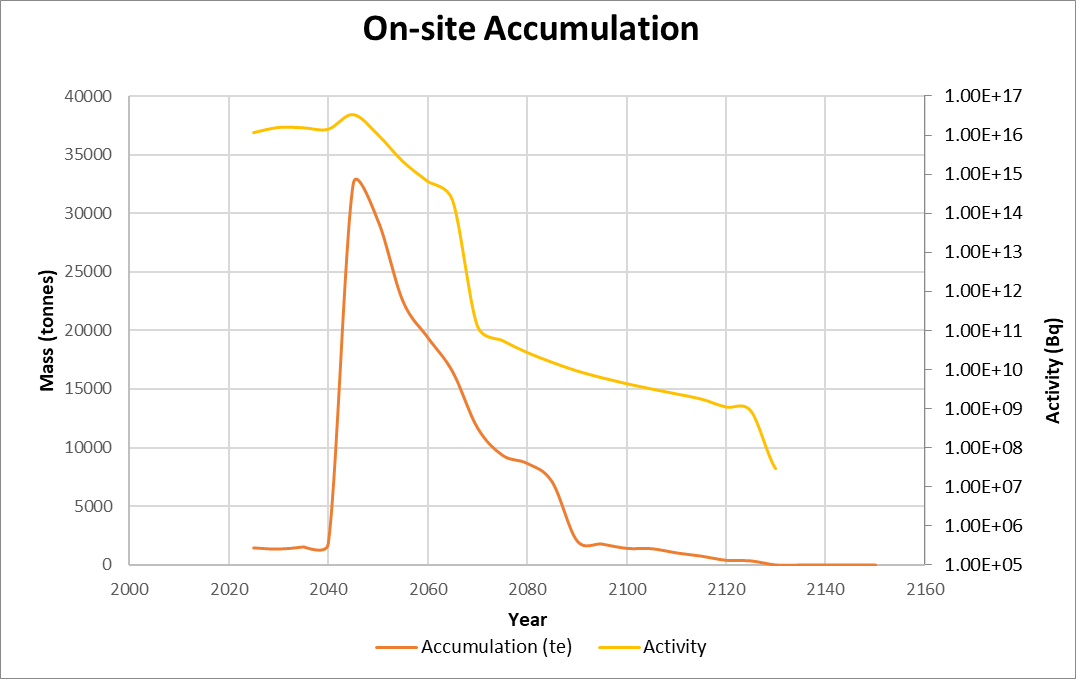 On-site Accumulation
40000
35000
30000
25000
20000
15000
10000
5000
0
Mass (tonnes)
1.00E+17
1.00E+16
1.00E+15
1.00E+14
1.00E+13
1.00E+12
1.00E+11
1.00E+10
1.00E+09
1.00E+08
1.00E+07
1.00E+06
1.00E+05
Activity (Bq)
2000 2020 2040 2060 2080 2100 2120 2140 2160
Year
Accumulation (te) Activity